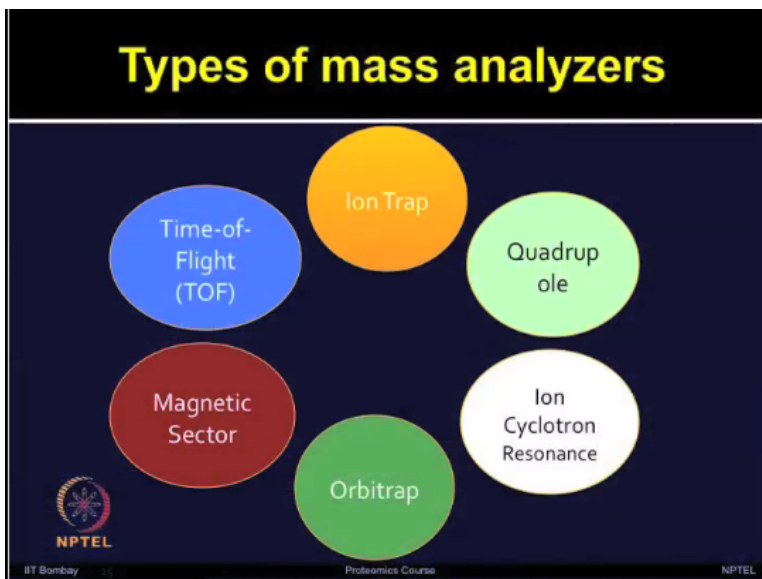 Types of mass analyzers
Ion Trap
Time-of-
Flight
(TOF)
Quadrup
ole
Magnetic
Sector
Ion
Cyclotron
Resonance
Orbitrap
NPTEL
IIT Bombay
Proteomics Course
NPTEL